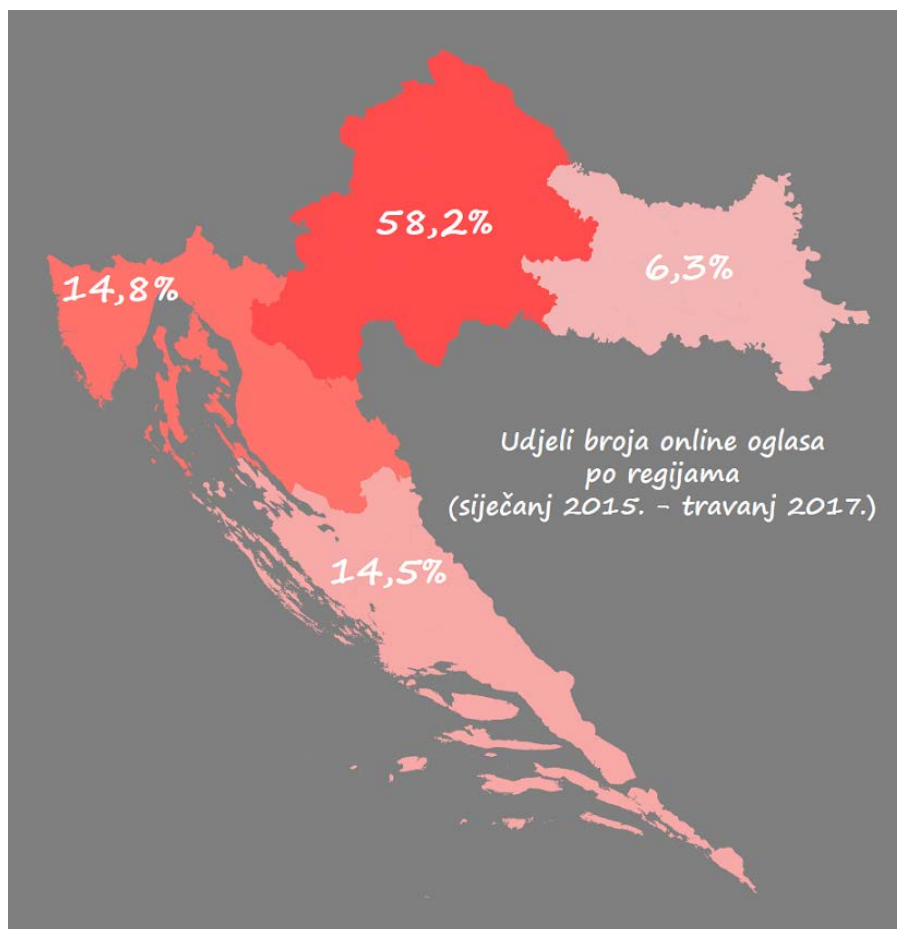 58,2%
6,3%
14,8%
Udjeli broja online oglasa
po regijama
(siječanj 2015. - travanj 2017.)
14,5%